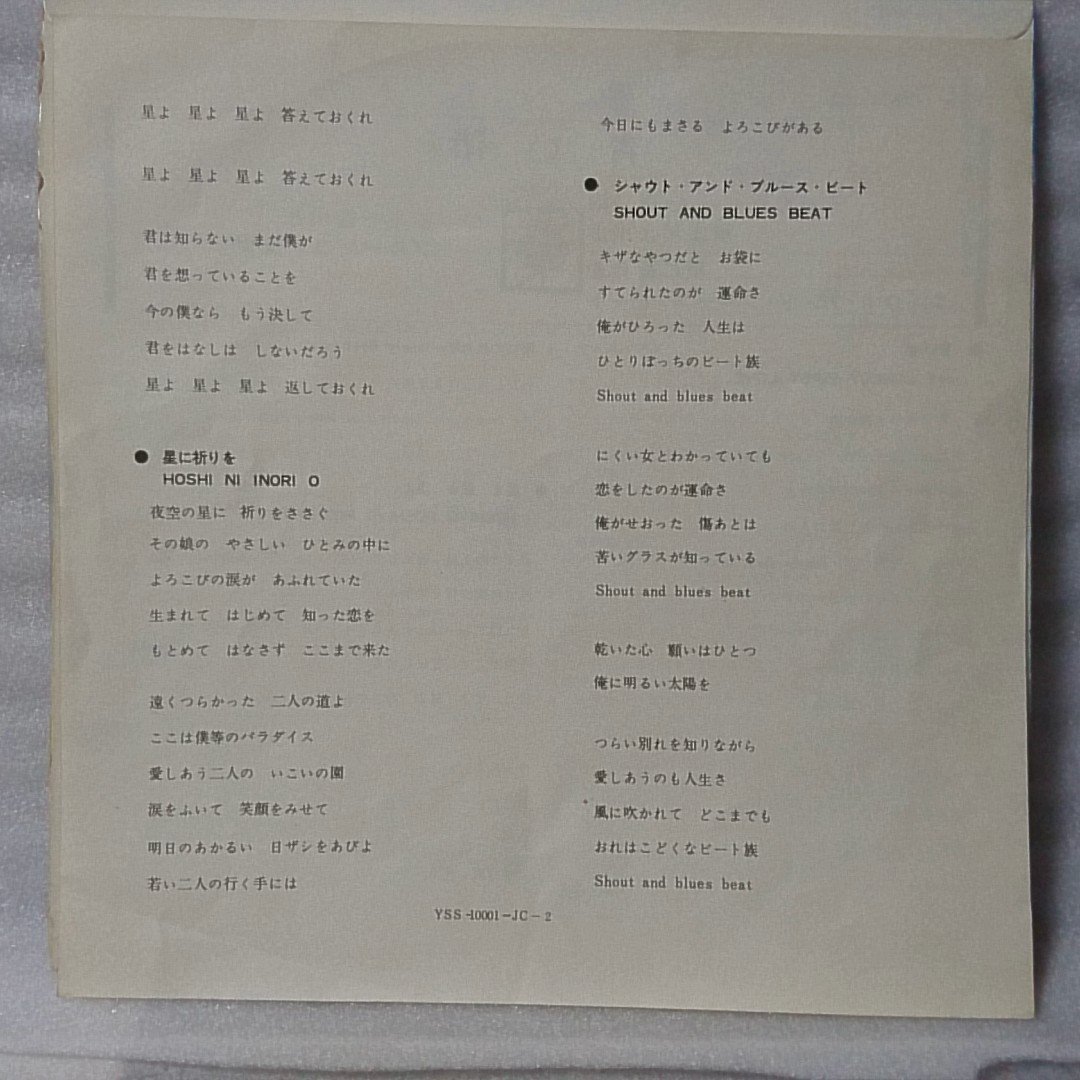 星よ　星よ　星よ　答えておくれ
星よ　星よ　星よ　答えておくれ
君は知らない　まだ僕が
君を想っていることを
今の僕なら　もう決して
君をはなしは　しないだろう
星よ　星よ　星よ　返しておくれ
● 星に祈りを
HOSHI NI INORI O
夜空の星に　祈りをささぐ
その娘の　やさしい　ひとみの中に
よろこびの涙が　あふれていた
生まれて　はじめて　知った恋を
もとめて　はなさず　ここまで来た
遠くつらかった　二人の道よ
ここは僕等のパラダイス
愛しあう二人の　いこいの園
涙をふいて　笑顔をみせて
明日のあかるい　日ザシをあびよ
若い二人の行く手には
今日にもまさる　よろこびがある
● シャウト・アンド・ブルース・ビート
SHOUT AND BLUES BEAT
キザなやつだと　お袋に
すてられたのが　運命さ
俺がひろった　人生は
ひとりぼっちのビート族
Shout and blues beat
にくい女とわかっていても
恋をしたのが運命さ
俺がせおった　傷あとは
苦いグラスが知っている
Shout and blues beat
乾いた心　願いはひとつ
俺に明るい太陽を
つらい別れを知りながら
愛しあうのも人生さ
風に吹かれて　どこまでも
おれはこどくなビート族
Shout and blues beat
YSS-10001-JC-2